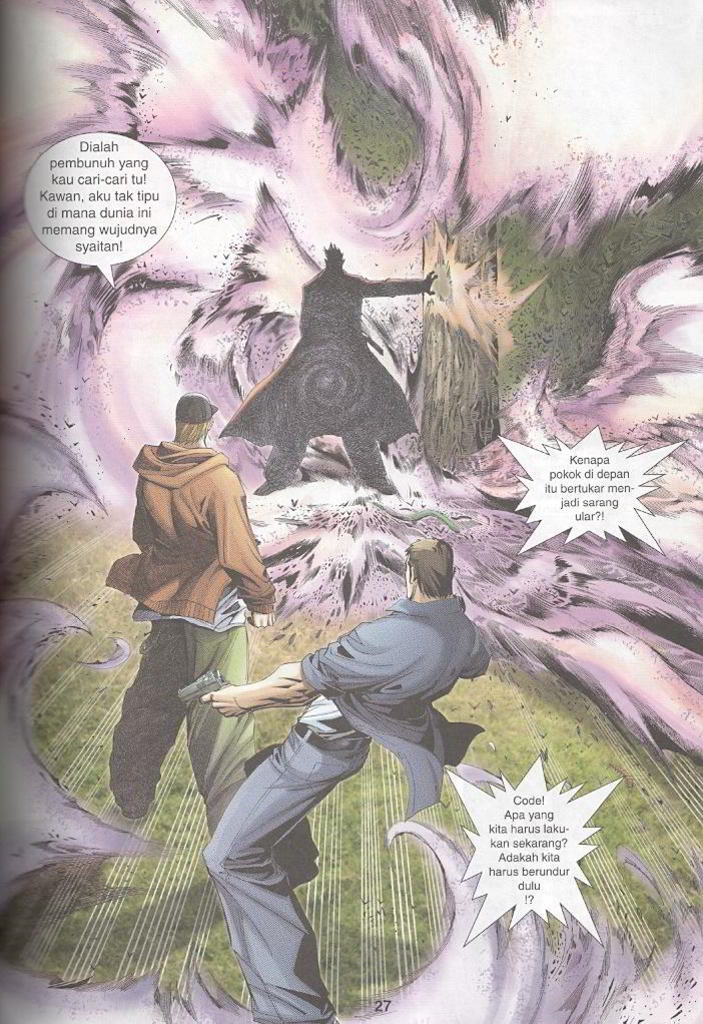 Dialah
pembunuh yang
kau cari-cari tu!
Kawan, aku tak tipu
di mana dunia ini
memang wujudnya
syaitan!
Kenapa
pokok di depan
itu bertukar men-
jadi sarang
ular?!
Code!
Apa yang
kita harus laku-
kan sekarang?
Adakah kita
harus berundur
dulu
!?
27